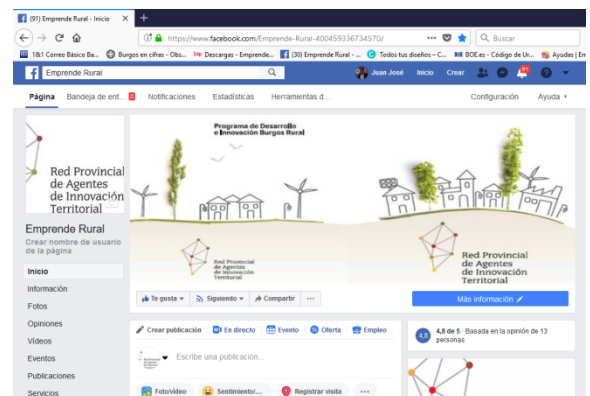 (91) Emprende Rural - Inicio
https://www.facebook.com/Emprende-Rural-400459336734570/
Buscar
1&1 Correo Básico Ba...
Burgos en cifras - Obs...
Descargas - Emprende...
(30) Emprende Rural - ...
Todos tus diseños – C...
BOE.es - Código de Ur...
Ayudas | Em
Emprende Rural
Juan José
Inicio
Crear
91
Página
Bandeja de ent...
Notificaciones
Estadísticas
Herramientas d...
Configuración
Ayuda
Red Provincial
de Agentes
de Innovación
Territorial
Emprende Rural
Crear nombre de usuario
de la página
Inicio
Información
Fotos
Opiniones
Vídeos
Eventos
Publicaciones
Servicios
Programa de Desarrollo
e Innovación Burgos Rural
Red Provincial
de Agentes
de Innovación
Territorial
Red Provincial
de Agentes
de Innovación
Territorial
Te gusta
Siguiendo
Compartir
Más información
Crear publicación
En directo
Evento
Oferta
Empleo
Escribe una publicación...
Foto/vídeo
Sentimiento/...
Registrar visita
4,8
4,8 de 5 · Basada en la opinión de 13
personas